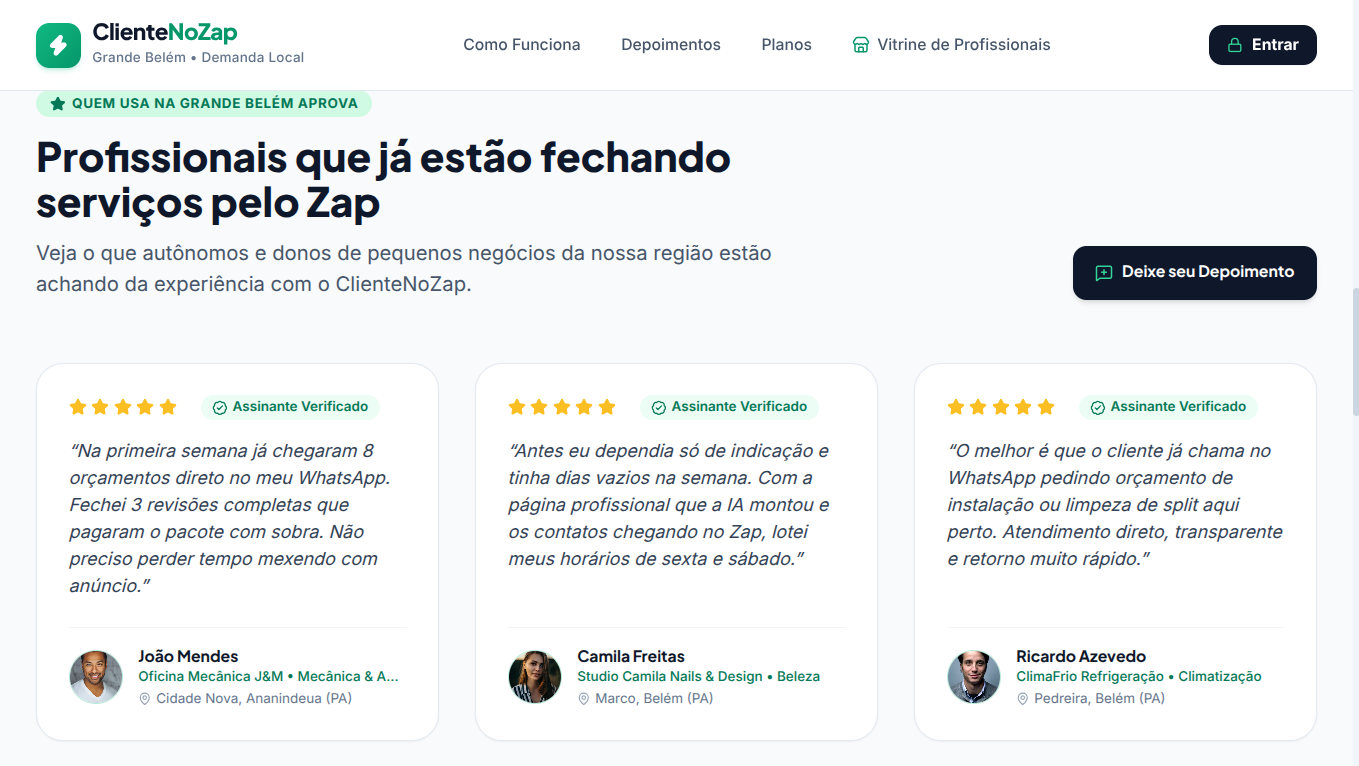 ClienteNoZap
Grande Belém • Demanda Local
Como Funciona
Depoimentos
Planos
Vitrine de Profissionais
Entrar
QUEM USA NA GRANDE BELÉM APROVA
Profissionais que já estão fechando
serviços pelo Zap
Veja o que autônomos e donos de pequenos negócios da nossa região estão
achando da experiência com o ClienteNoZap.
Deixe seu Depoimento
Assinante Verificado
“Na primeira semana já chegaram 8
orçamentos direto no meu WhatsApp.
Fechei 3 revisões completas que
pagaram o pacote com sobra. Não
preciso perder tempo mexendo com
anúncio.”
João Mendes
Oficina Mecânica J&M • Mecânica & A...
Cidade Nova, Ananindeua (PA)
Assinante Verificado
“Antes eu dependia só de indicação e
tinha dias vazios na semana. Com a
página profissional que a IA montou e
os contatos chegando no Zap, lotei
meus horários de sexta e sábado.”
Camila Freitas
Studio Camila Nails & Design • Beleza
Marco, Belém (PA)
Assinante Verificado
“O melhor é que o cliente já chama no
WhatsApp pedindo orçamento de
instalação ou limpeza de split aqui
perto. Atendimento direto, transparente
e retorno muito rápido.”
Ricardo Azevedo
ClimaFrio Refrigeração • Climatização
Pedreira, Belém (PA)